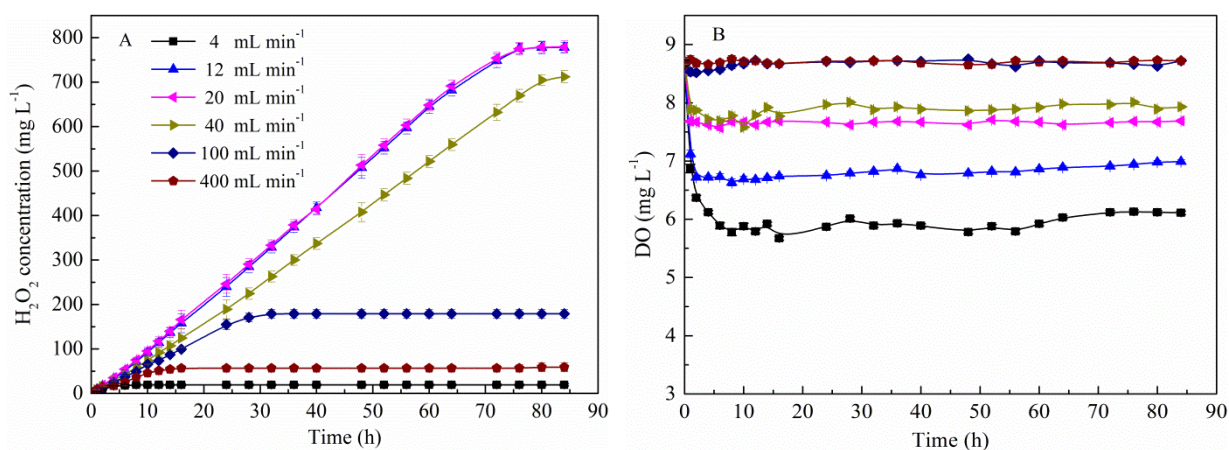 A
4 mL min⁻¹
12 mL min⁻¹
20 mL min⁻¹
40 mL min⁻¹
100 mL min⁻¹
400 mL min⁻¹
H₂O₂ concentration (mg L⁻¹)
800
700
600
500
400
300
200
100
0
0 10 20 30 40 50 60 70 80 90
Time (h)
B
DO (mg L⁻¹)
9
8
7
6
5
4
3
0 10 20 30 40 50 60 70 80 90
Time (h)